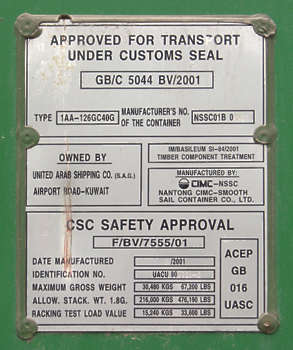 APPROVED FOR TRANSPORT
UNDER CUSTOMS SEAL
GB/C 5044 BV/2001
TYPE 1AA-126GC40G MANUFACTURER'S NO. OF THE CONTAINER NSSC01B 0
OWNED BY
UNITED ARAB SHIPPING CO. (S.A.G.)
AIRPORT ROAD-KUWAIT
IM/BASILEUM SI-84/2001
TIMBER COMPONENT TREATMENT
MANUFACTURED BY
CIMC-NSSC
NANTONG CIMC-SMOOTH
SAIL CONTAINER CO., LTD.
CSC SAFETY APPROVAL
F/BV/7555/01
DATE MANUFACTURED /2001
IDENTIFICATION NO. UACU 80
MAXIMUM GROSS WEIGHT 30,480 KGS 67,200 LBS
ALLOW. STACK. WT. 1.8G. 216,000 KGS 476,190 LBS
RACKING TEST LOAD VALUE 15,240 KGS 33,600 LBS
ACEP
GB
016
UASC